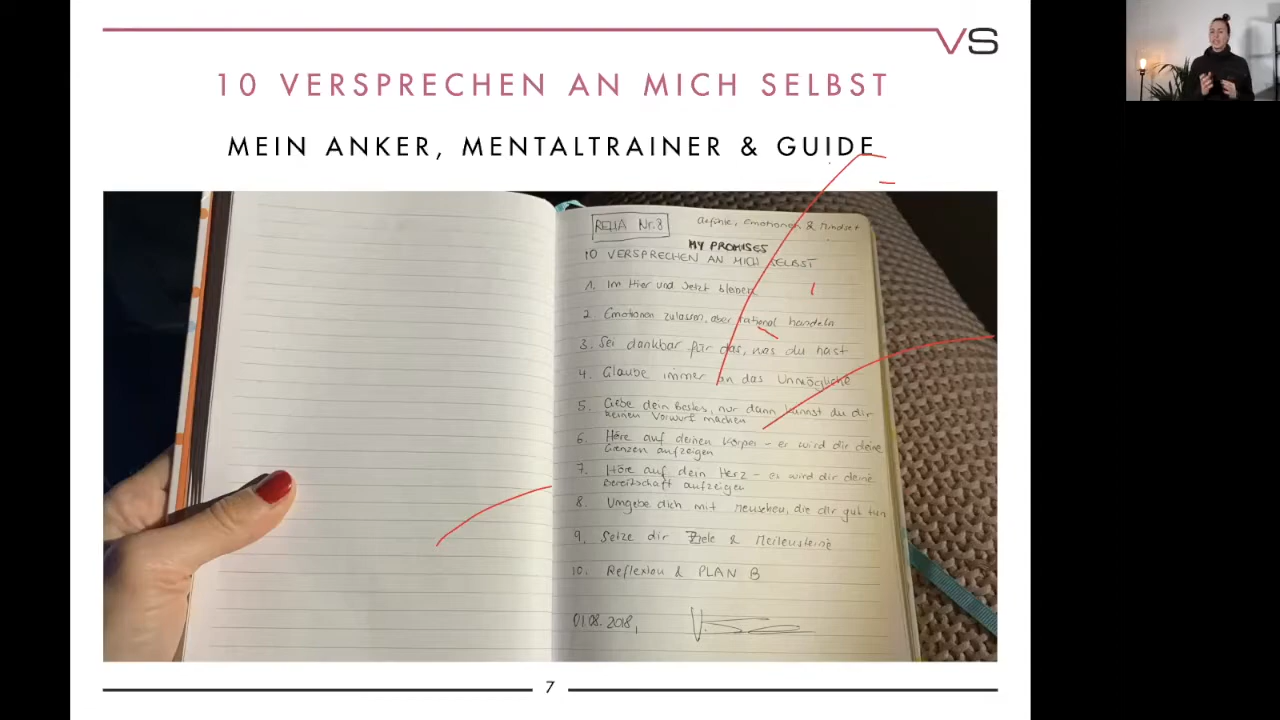 VS
10 VERSPRECHEN AN MICH SELBST
MEIN ANKER, MENTALTRAINER & GUIDE
REHA Nr.8
Gefühle, Emotionen & Mindset
MY PROMISES
10 VERSPRECHEN AN MICH SELBST
1. Im Hier und Jetzt bleiben
2. Emotionen zulassen, aber rational handeln
3. Sei dankbar für das, was du hast
4. Glaube immer an das Unmögliche
5. Gebe dein Bestes, nur dann kannst du dir
keinen Vorwurf machen
6. Höre auf deinen Körper – er wird dir deine
Grenzen aufzeigen
7. Höre auf dein Herz – es wird dir deine
Bereitschaft aufzeigen
8. Umgebe dich mit Menschen, die dir gut tun
9. Setze dir Ziele & Meilensteine
10. Reflexion & PLAN B
01.08.2018,
7